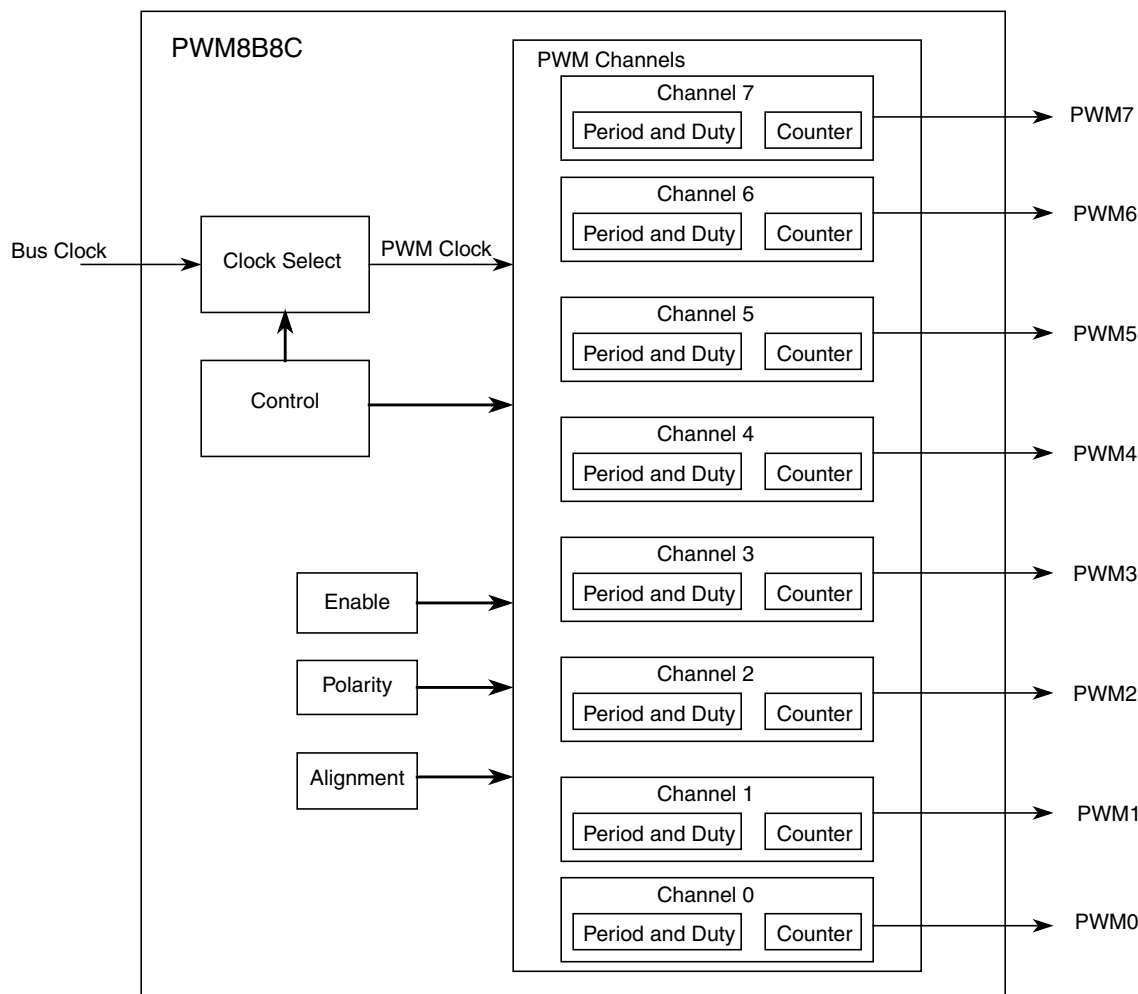 PWM8B8C
PWM Channels
Channel 7
Period and Duty
Counter
PWM7
Channel 6
Period and Duty
Counter
PWM6
Bus Clock
Clock Select
PWM Clock
Channel 5
Period and Duty
Counter
PWM5
Control
Channel 4
Period and Duty
Counter
PWM4
Channel 3
Period and Duty
Counter
PWM3
Enable
Polarity
Channel 2
Period and Duty
Counter
PWM2
Alignment
Channel 1
Period and Duty
Counter
PWM1
Channel 0
Period and Duty
Counter
PWM0